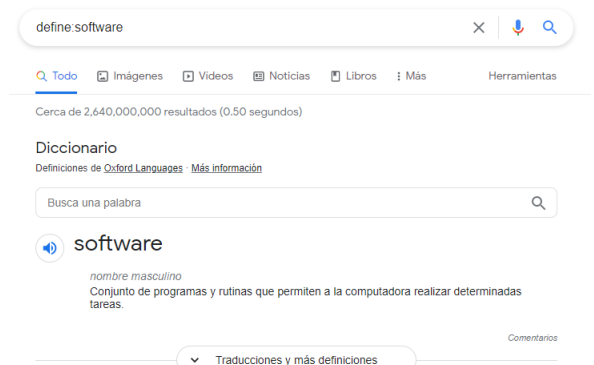 define:software
Todo Imágenes Videos Noticias Libros Más Herramientas
Cerca de 2,640,000,000 resultados (0.50 segundos)
Diccionario
Definiciones de Oxford Languages · Más información
Busca una palabra
software
nombre masculino
Conjunto de programas y rutinas que permiten a la computadora realizar determinadas
tareas.
Comentarios
Traducciones y más definiciones